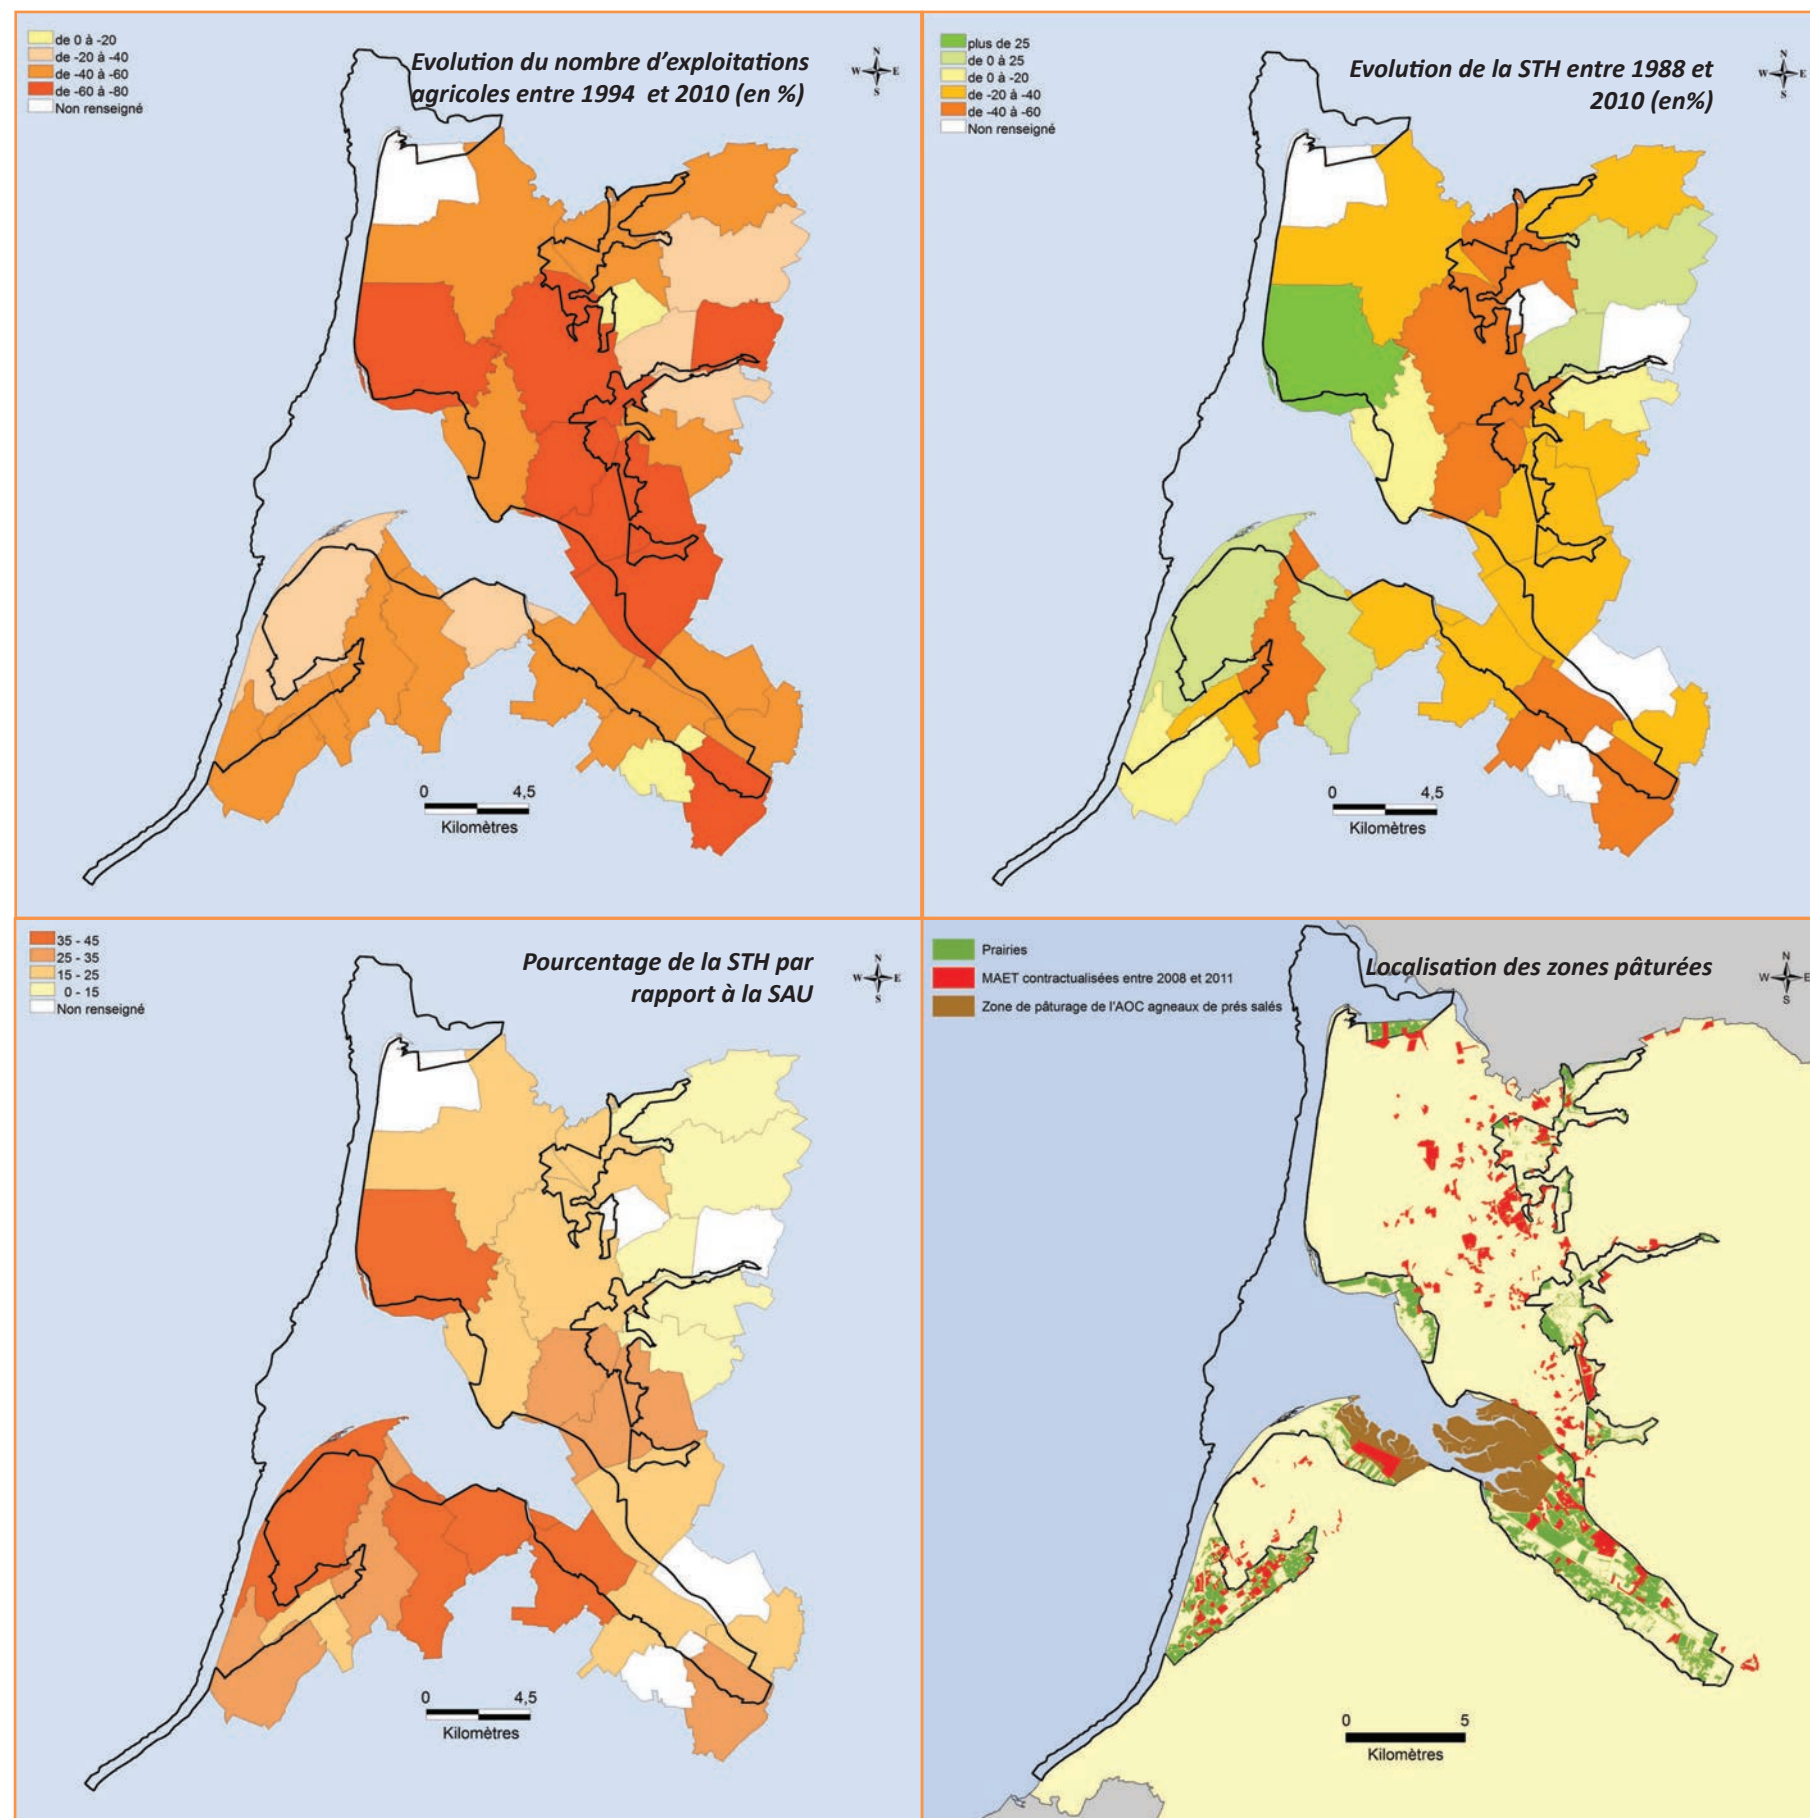 de 0 à -20
de -20 à -40
de -40 à -60
de -60 à -80
Non renseigné
Evolution du nombre d'exploitations
agricoles entre 1994 et 2010 (en %)
N
W E
S
0 4,5
Kilomètres
plus de 25
de 0 à 25
de 0 à -20
de -20 à -40
de -40 à -60
Non renseigné
Evolution de la STH entre 1988 et
2010 (en%)
N
W E
S
0 4,5
Kilomètres
35 - 45
25 - 35
15 - 25
0 - 15
Non renseigné
Pourcentage de la STH par
rapport à la SAU
N
W E
S
0 4,5
Kilomètres
Prairies
MAET contractualisées entre 2008 et 2011
Zone de pâturage de l'AOC agneaux de prés salés
Localisation des zones pâturées
N
W E
S
0 5
Kilomètres